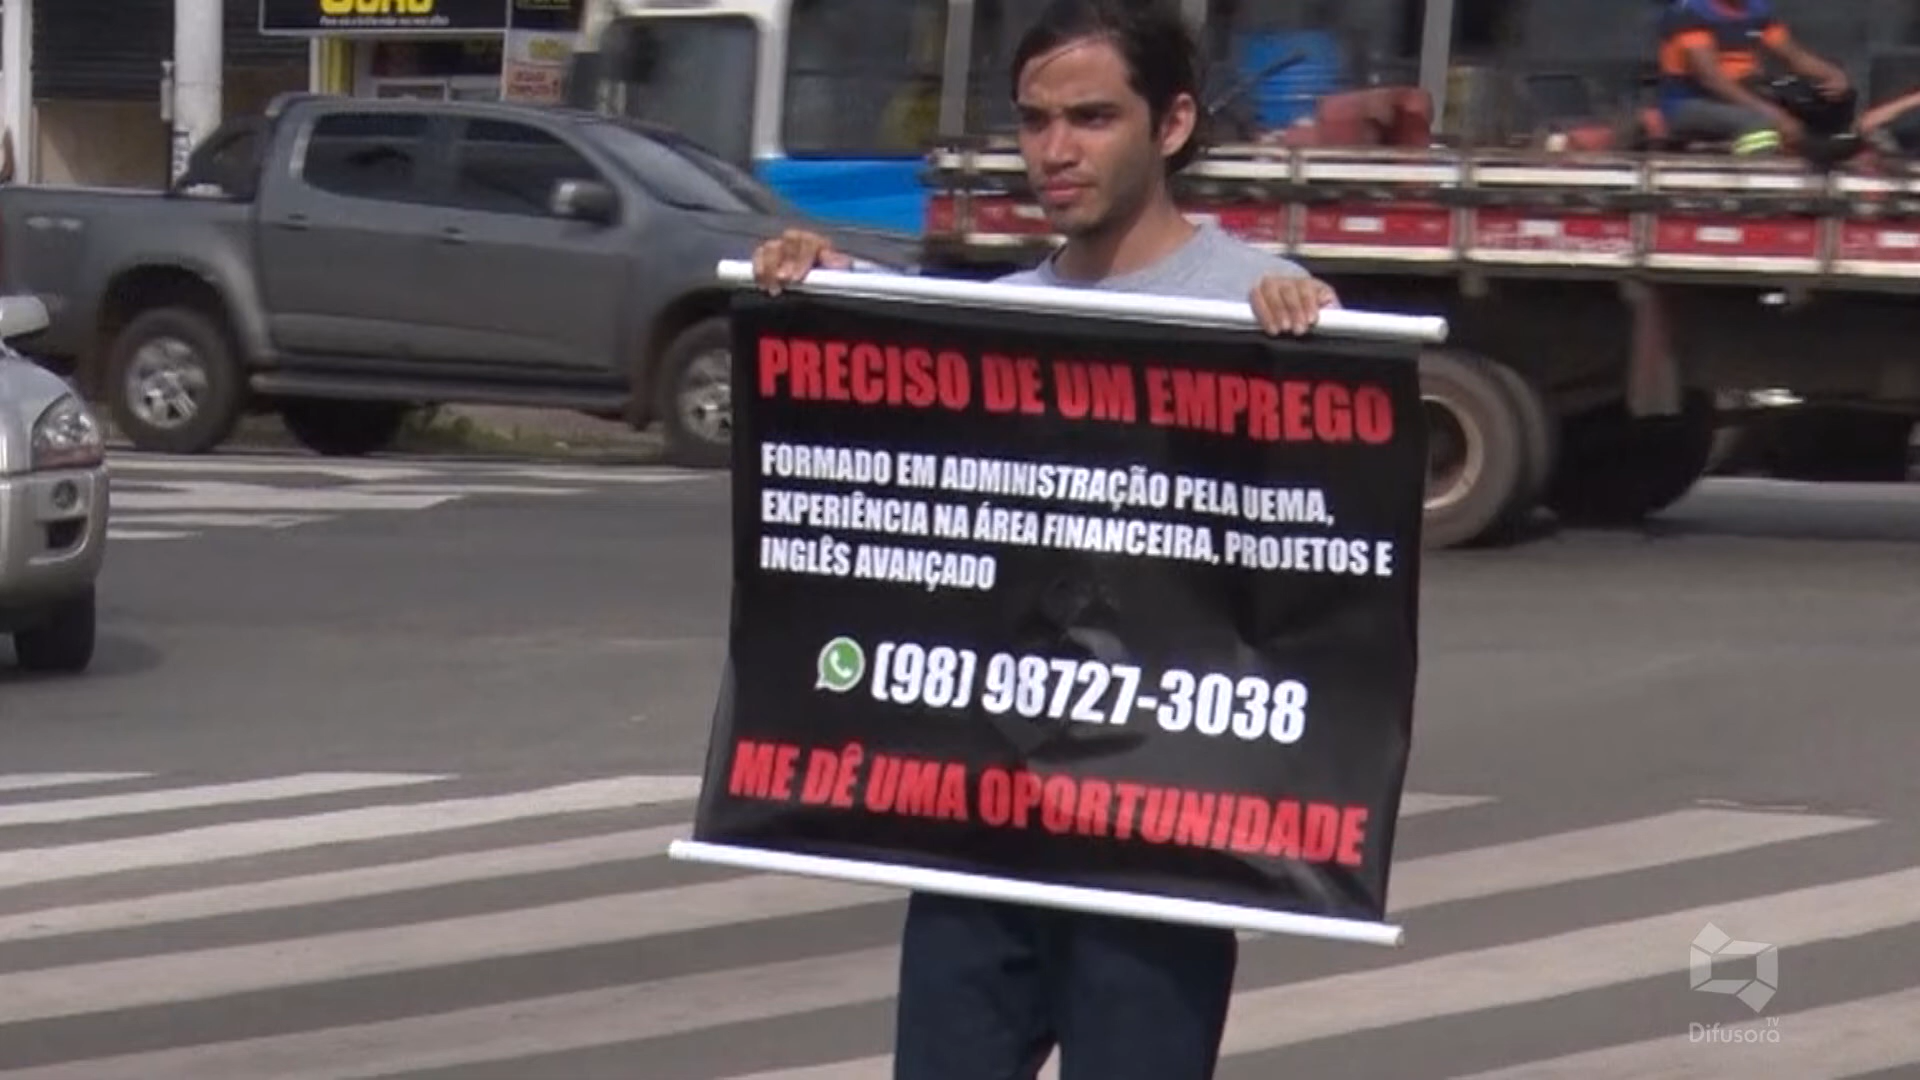 PRECISO DE UM EMPREGO
FORMADO EM ADMINISTRAÇÃO PELA UEMA,
EXPERIÊNCIA NA ÁREA FINANCEIRA, PROJETOS E
INGLÊS AVANÇADO
(98) 98727-3038
ME DÊ UMA OPORTUNIDADE
TV
Difusora